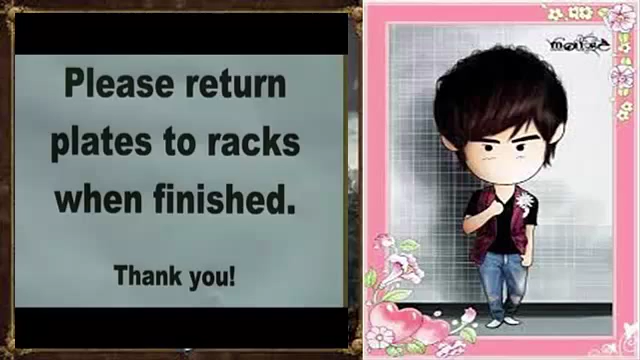 Please return
plates to racks
when finished.
Thank you!